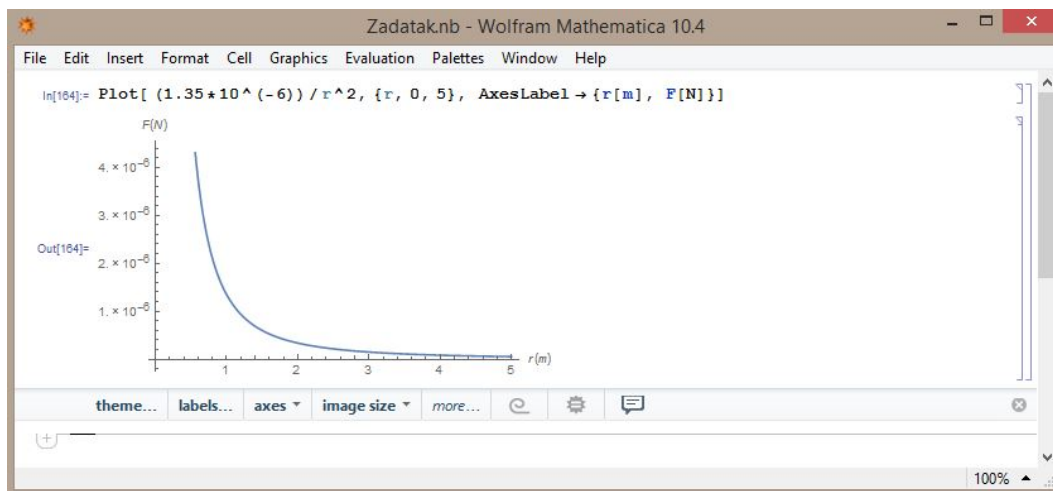 Zadatak.nb - Wolfram Mathematica 10.4
File Edit Insert Format Cell Graphics Evaluation Palettes Window Help
In[164]:= Plot[ (1.35*10^(-6))/r^2, {r, 0, 5}, AxesLabel → {r[m], F[N]}]
F(N)
4. × 10⁻⁶
3. × 10⁻⁶
Out[164]=
2. × 10⁻⁶
1. × 10⁻⁶
r(m)
1 2 3 4 5
theme... labels... axes image size more...
100%